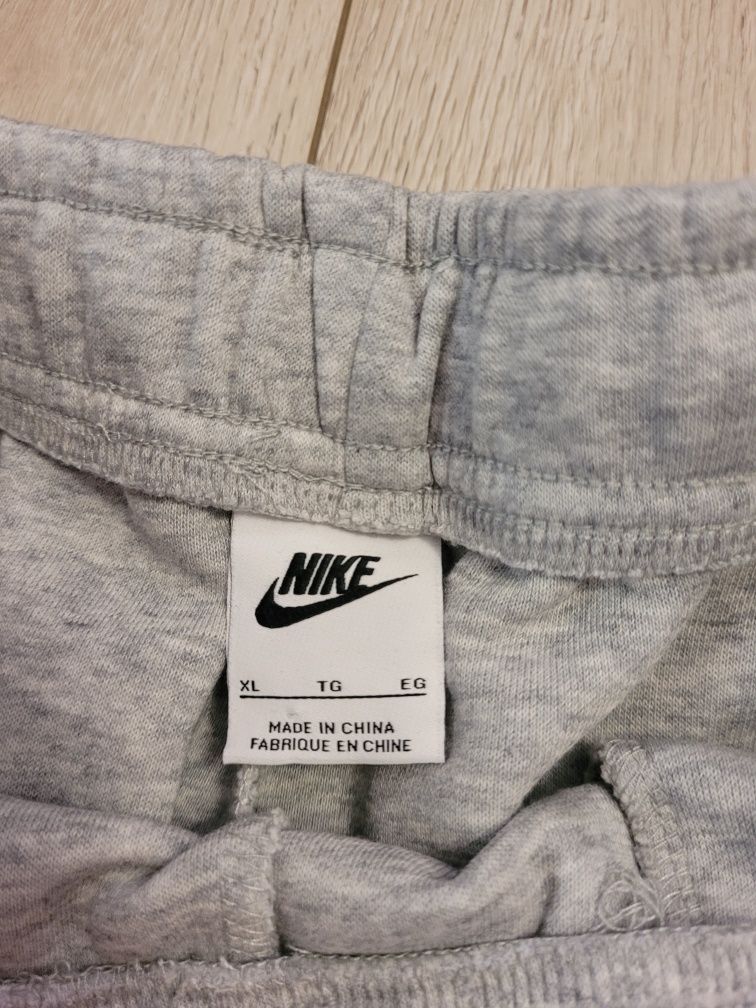 NIKE
XL TG EG
MADE IN CHINA
FABRIQUE EN CHINE